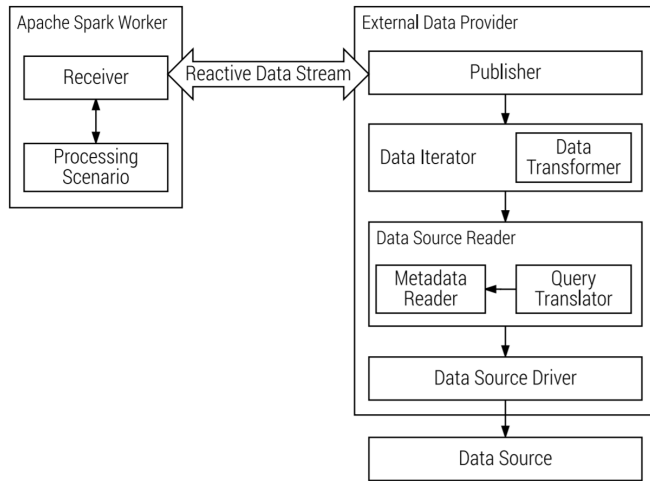 Apache Spark Worker
Receiver
Processing
Scenario
Reactive Data Stream
External Data Provider
Publisher
Data Iterator
Data
Transformer
Data Source Reader
Metadata
Reader
Query
Translator
Data Source Driver
Data Source